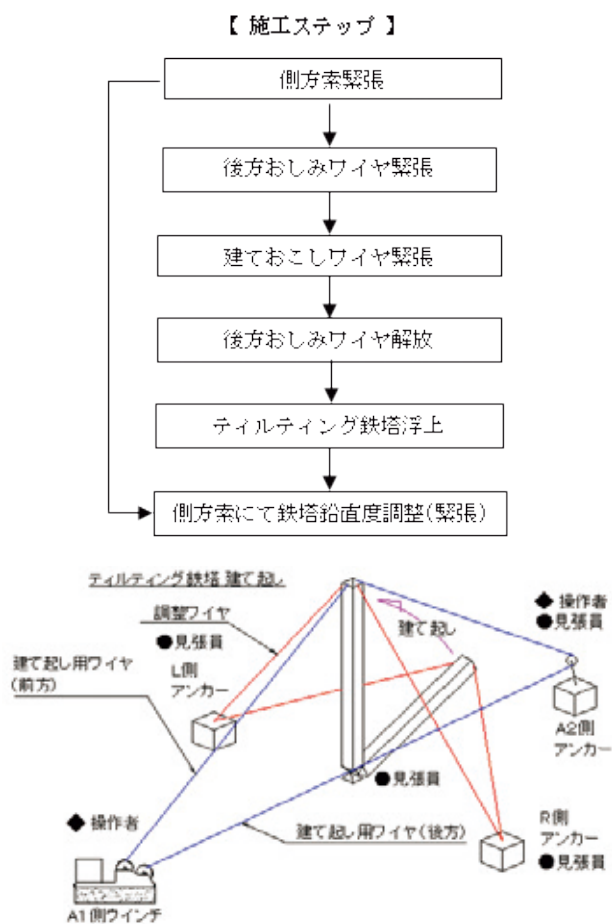 【 施工ステップ 】
側方索緊張
後方おしみワイヤ緊張
建ておこしワイヤ緊張
後方おしみワイヤ解放
ティルティング鉄塔浮上
側方索にて鉄塔鉛直度調整(緊張)
ティルティング鉄塔 建て起し
調整ワイヤ
●見張員
L側
アンカー
建て起し用ワイヤ
(前方)
建て起し
◆ 操作者
●見張員
A2側
アンカー
●見張員
◆ 操作者
建て起し用ワイヤ(後方)
R側
アンカー
●見張員
A1側ウインチ